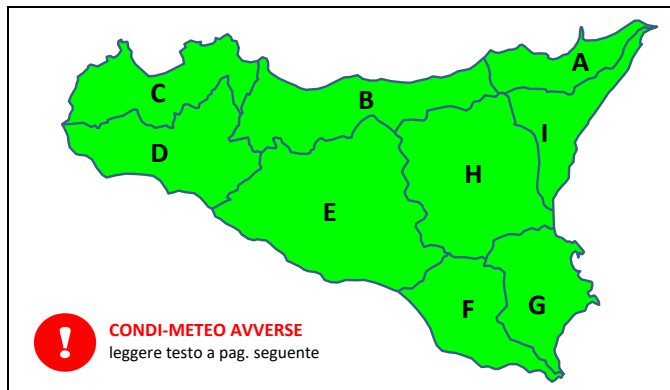 A
C
B
I
D
H
E
F
G
!
CONDI-METEO AVVERSE
leggere testo a pag. seguente